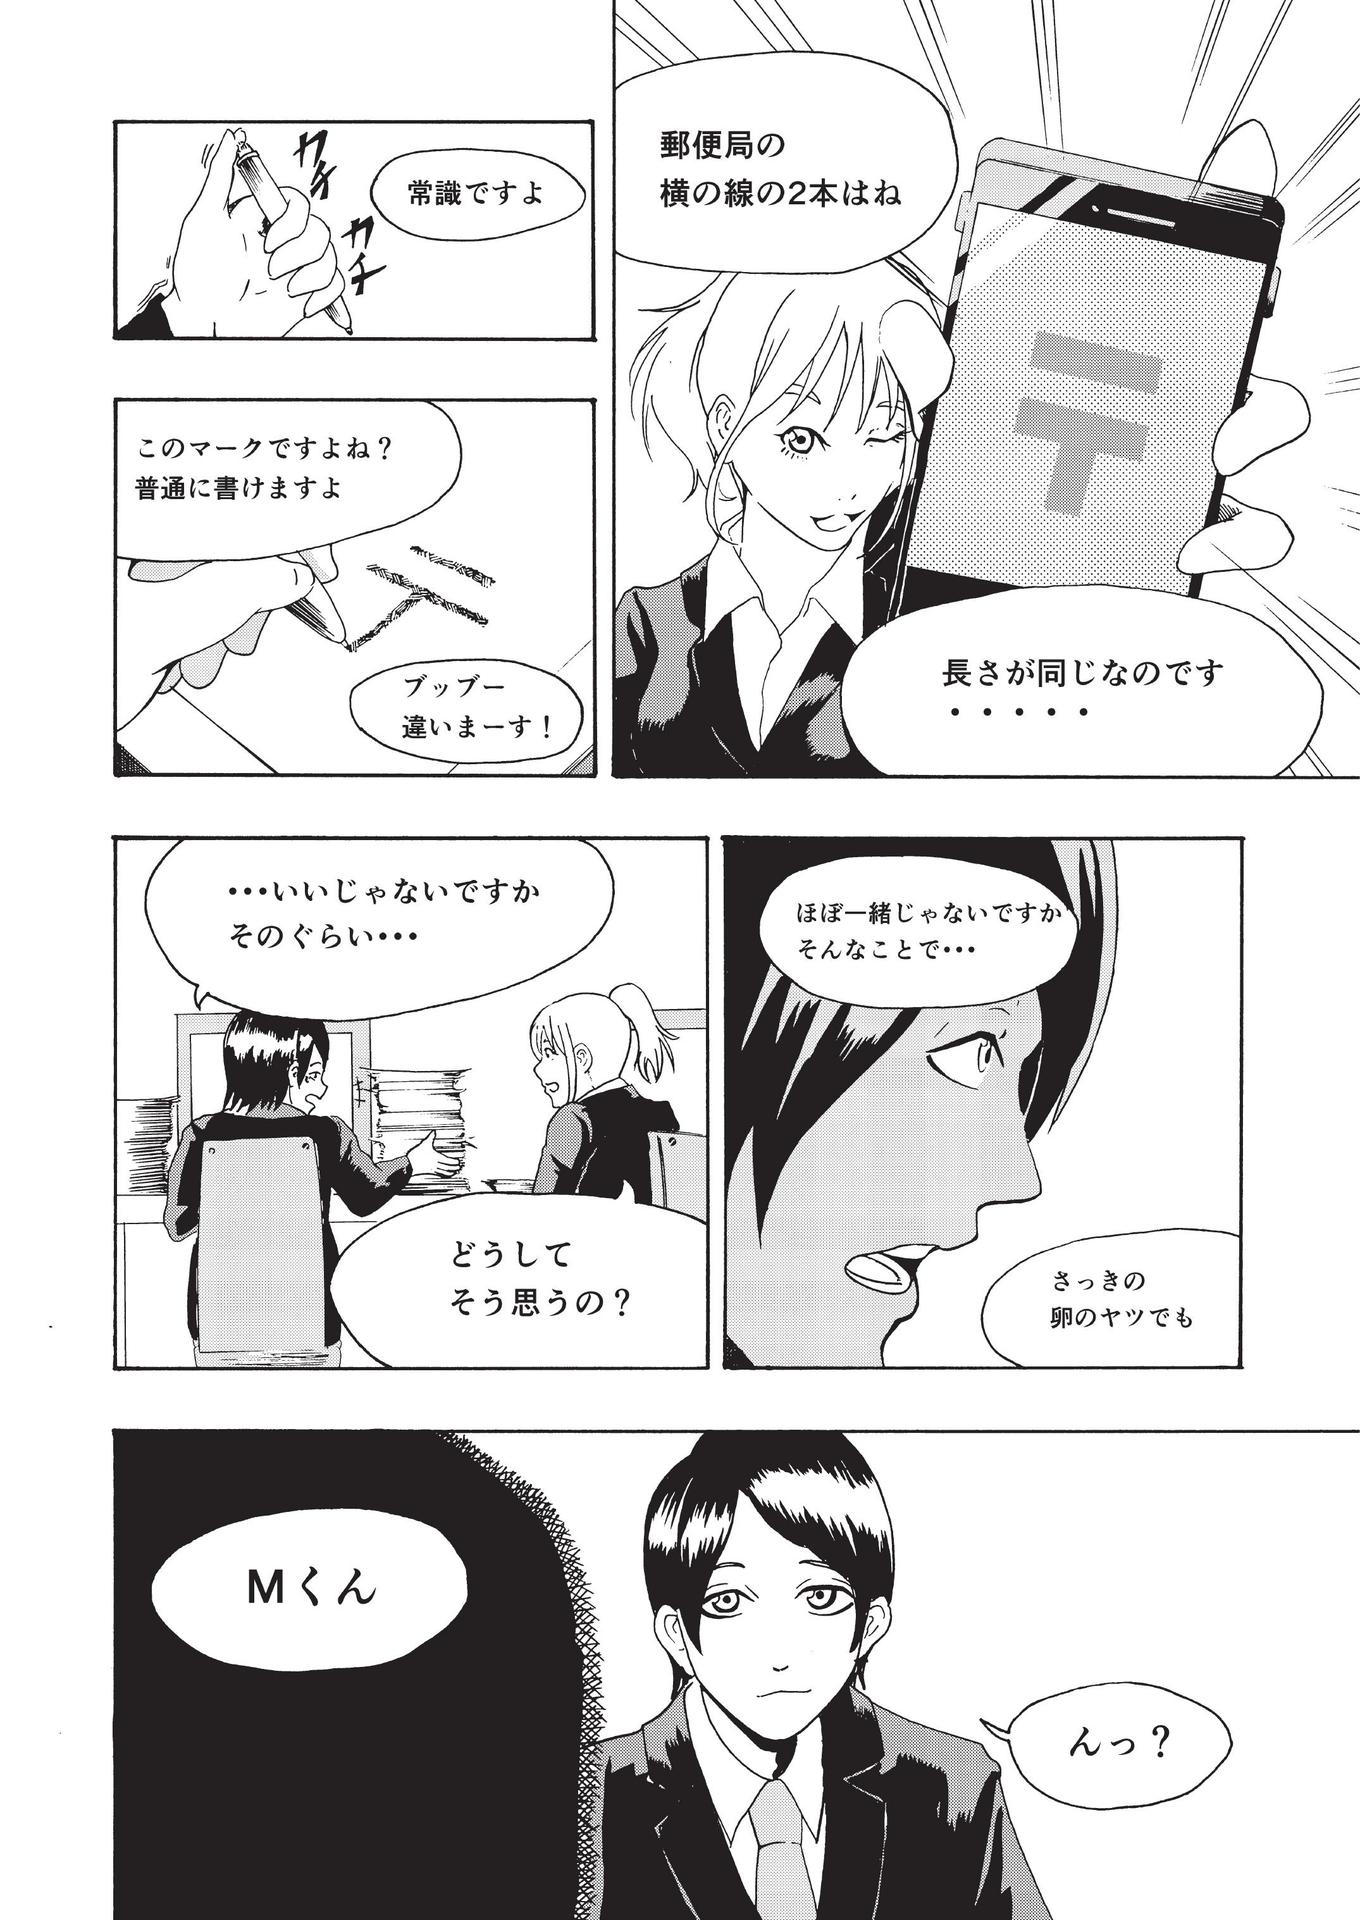 カチ
カチ
常識ですよ
このマークですよね？
普通に書けますよ
〒
ブッブー
違いまーす！
郵便局の
横の線の2本はね
〒
長さが同じなのです
・・・・・
・・・いいじゃないですか
そのぐらい・・・
どうして
そう思うの？
ほぼ一緒じゃないですか
そんなことで・・・
さっきの
卵のヤツでも
Mくん
んっ？